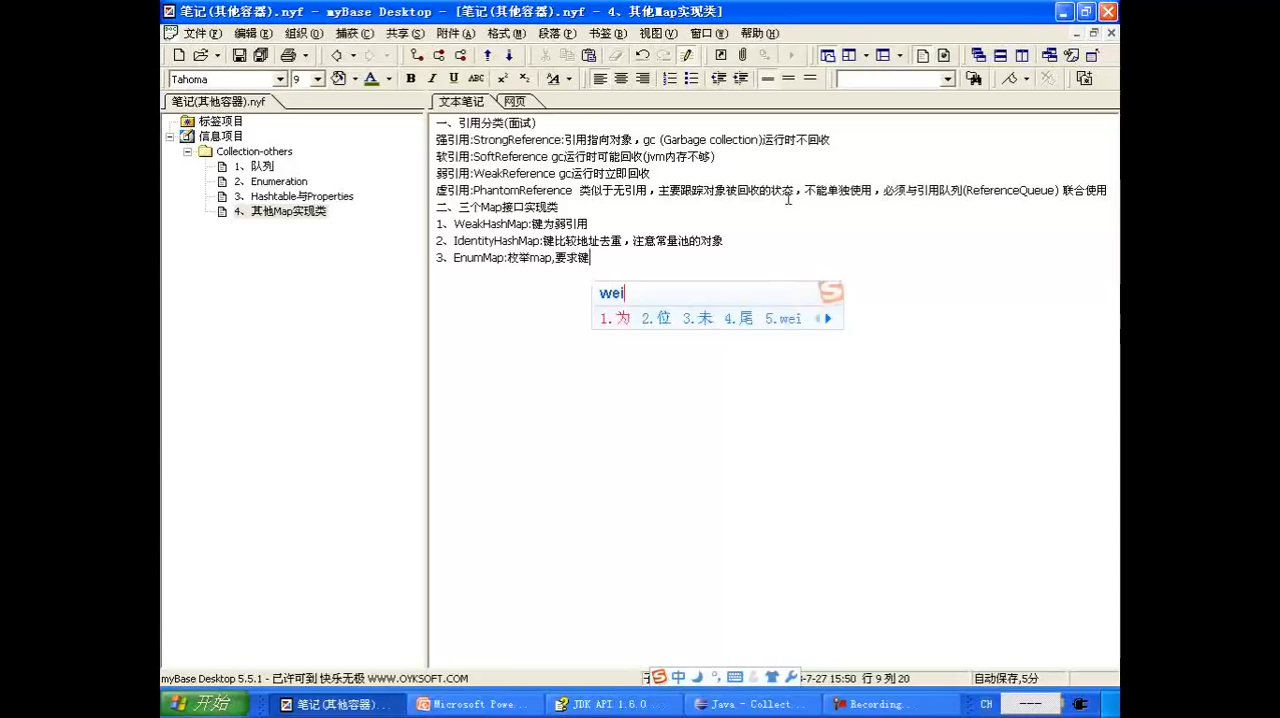 笔记(其他容器).nyf - myBase Desktop - [笔记(其他容器).nyf - 4、其他Map实现类]
文件(F) 编辑(E) 组织(O) 捕获(C) 共享(S) 附件(A) 格式(M) 段落(P) 书签(B) 视图(V) 窗口(W) 帮助(H)
Tahoma 9
笔记(其他容器).nyf
文本笔记 网页
标签项目
信息项目
Collection-others
1、队列
2、Enumeration
3、Hashtable与Properties
4、其他Map实现类
一、引用分类(面试)
强引用:StrongReference:引用指向对象，gc (Garbage collection)运行时不回收
软引用:SoftReference gc运行时可能回收(jvm内存不够)
弱引用:WeakReference gc运行时立即回收
虚引用:PhantomReference 类似于无引用，主要跟踪对象被回收的状态，不能单独使用，必须与引用队列(ReferenceQueue) 联合使用
二、三个Map接口实现类
1、WeakHashMap:键为弱引用
2、IdentityHashMap:键比较地址去重，注意常量池的对象
3、EnumMap:枚举map,要求键
wei
1.为 2.位 3.未 4.尾 5.wei
myBase Desktop 5.5.1 - 已许可到 快乐无极 WWW.OYKSOFT.COM
中
-7-27 15:50 行 9 列 20
自动保存,5分
开始
笔记(其他容器)...
Microsoft Powe...
JDK API 1.6.0 ...
Java - Collect...
Recording...
CH